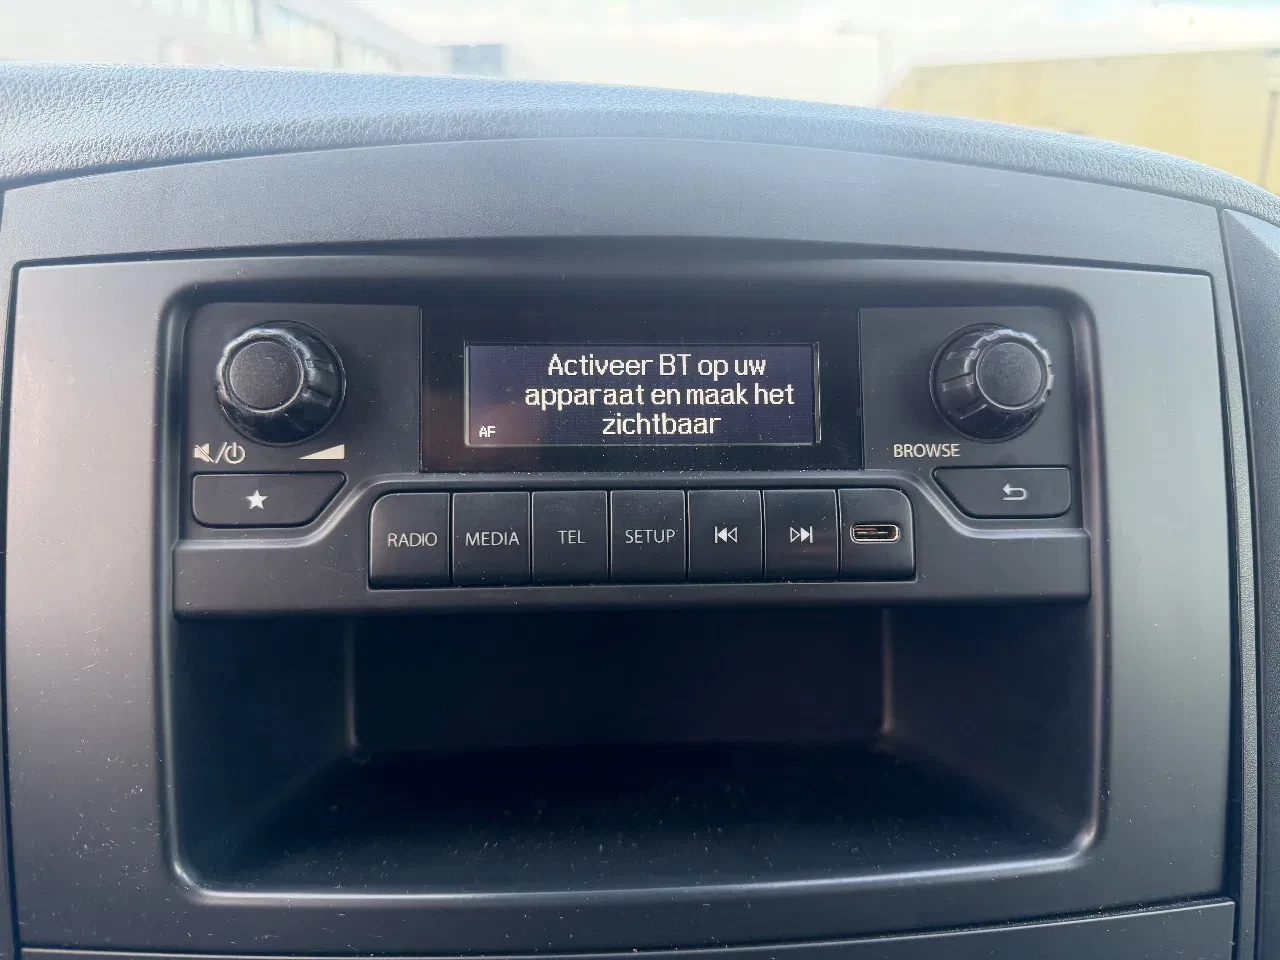 Activeer BT op uw
apparaat en maak het
zichtbaar
AF
BROWSE
RADIO MEDIA TEL SETUP